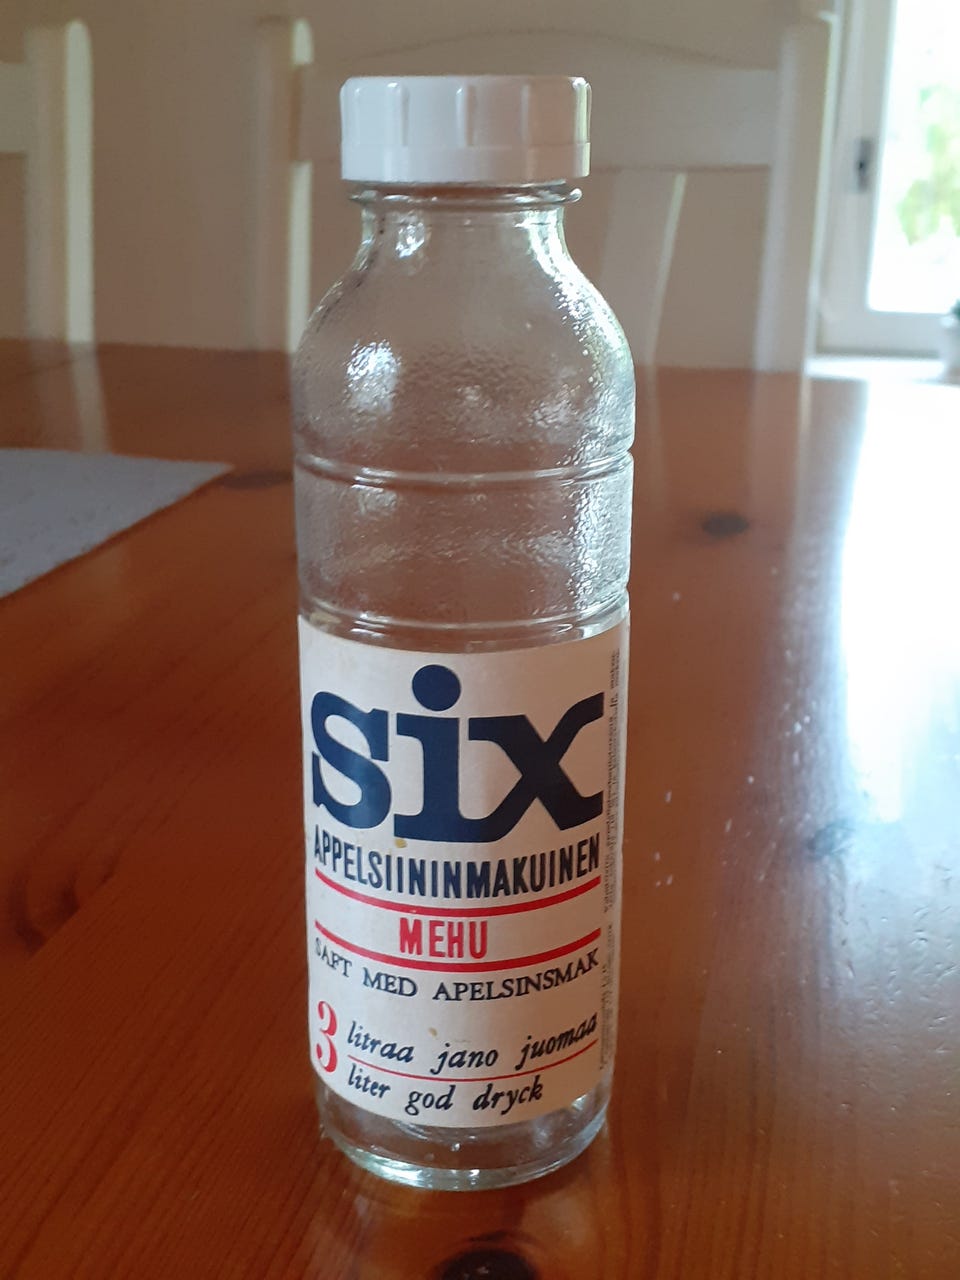 six
APPELSIININMAKUINEN
MEHU
SAFT MED APELSINSMAK
3 litraa jano juomaa
liter god dryck